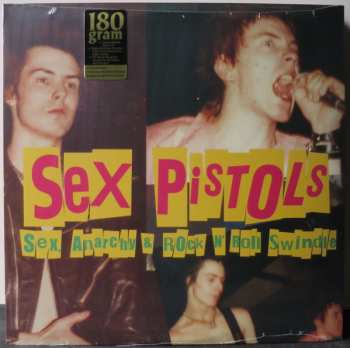 180
gram
SeX PiSTOLS
Sex, Anarchy & Rock N' Roll Swindle